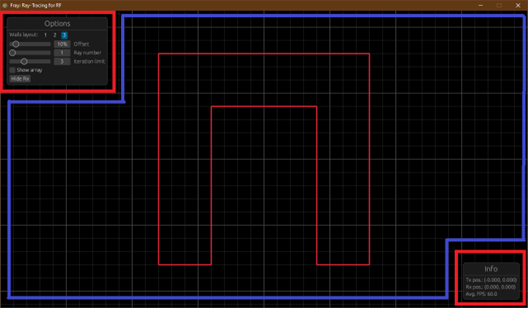 Fray: Ray-Tracing for RF
Options
Walls layout: 1 2 3
10% Offset
1 Ray number
3 Iteration limit
Show array
Hide Rx
Info
Tx pos.: (-0.000, 0.000)
Rx pos.: (0.000, 0.000)
Avg. FPS: 60.0